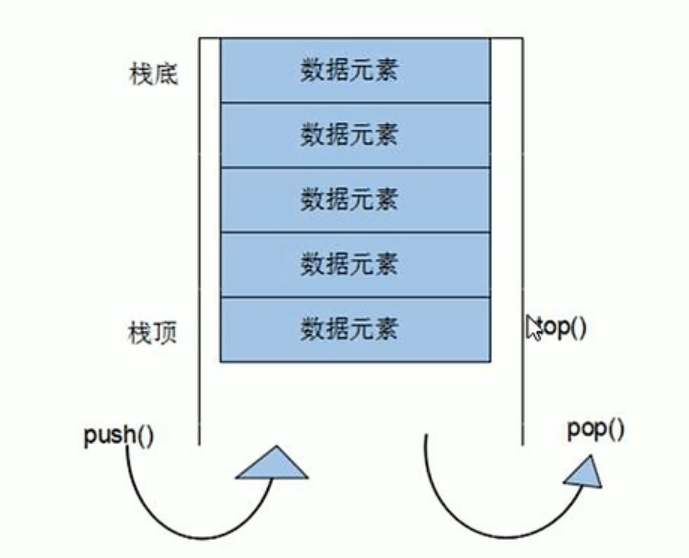 栈底
数据元素
数据元素
数据元素
数据元素
栈顶
数据元素
top()
push()
pop()